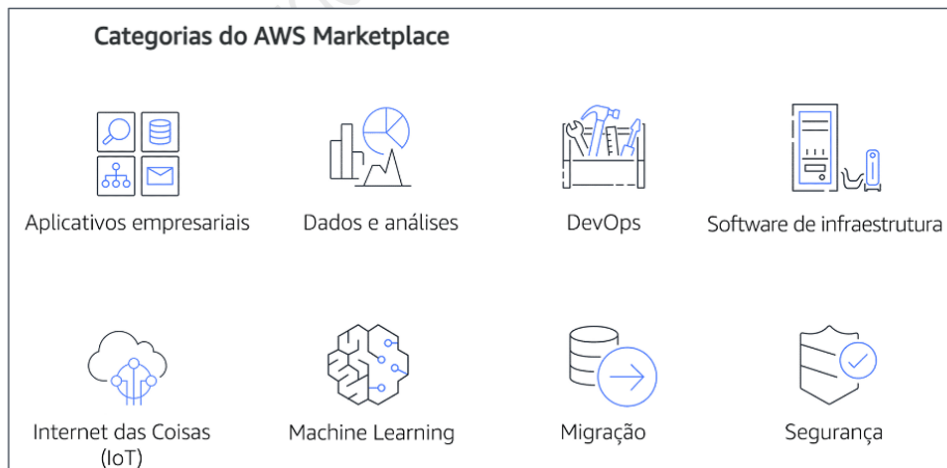 Categorias do AWS Marketplace
Aplicativos empresariais
Dados e análises
DevOps
Software de infraestrutura
Internet das Coisas
(IoT)
Machine Learning
Migração
Segurança